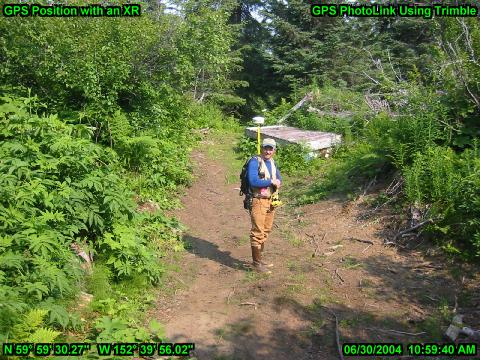 GPS Position with an XR
GPS PhotoLink Using Trimble
N 59° 59'30.27" W 152° 39'56.02"
06/30/2004 10:59:40 AM